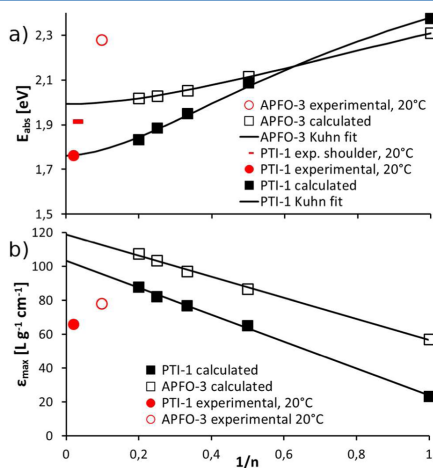 a)
E_abs [eV]
2,3
2,1
1,9
1,7
1,5
APFO-3 experimental, 20°C
APFO-3 calculated
APFO-3 Kuhn fit
PTI-1 exp. shoulder, 20°C
PTI-1 experimental, 20°C
PTI-1 calculated
PTI-1 Kuhn fit
b)
ε_max [L g⁻¹ cm⁻¹]
120
100
80
60
40
20
0
PTI-1 calculated
APFO-3 calculated
PTI-1 experimental, 20°C
APFO-3 experimental 20°C
0 0,2 0,4 0,6 0,8 1
1/n